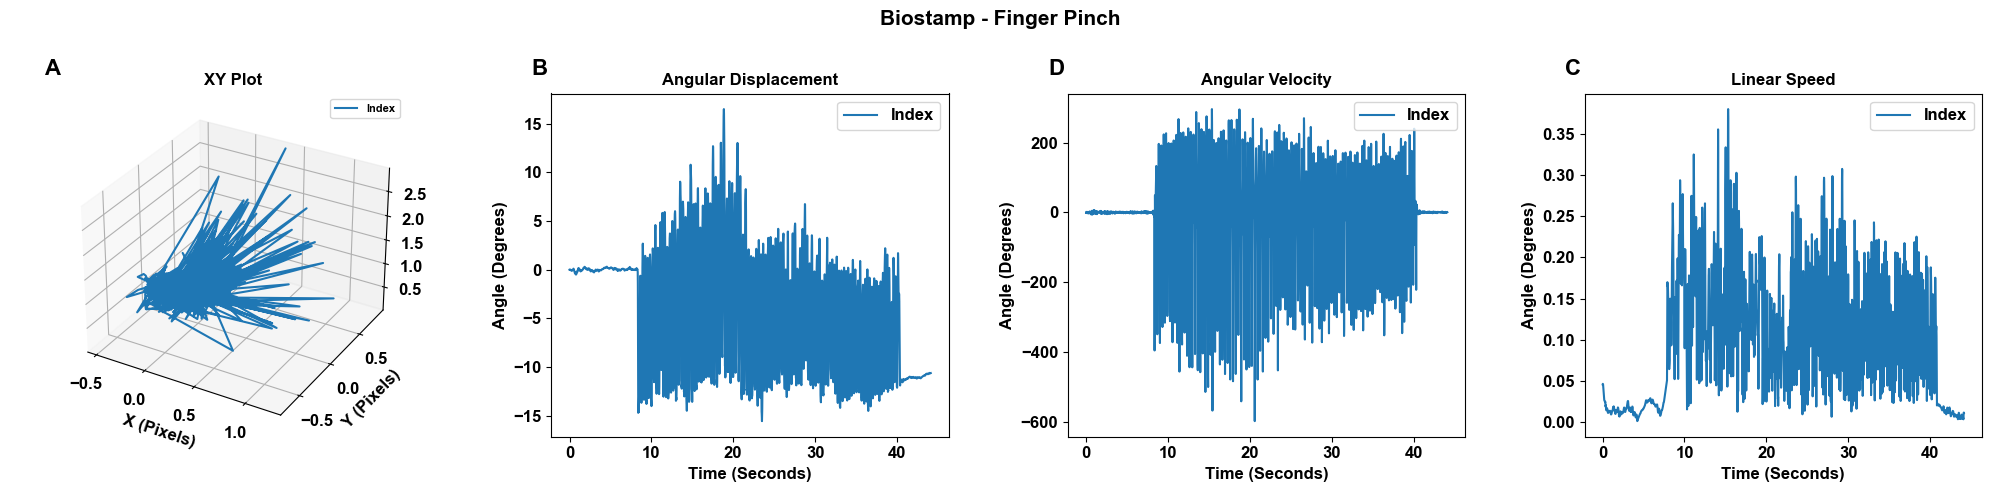 Biostamp - Finger Pinch
A
XY Plot
Index
2.5
2.0
1.5
1.0
0.5
−0.5
0.0
0.5
1.0
X (Pixels)
−0.5
0.0
0.5
Y (Pixels)
B
Angular Displacement
Index
15
10
5
0
−5
−10
−15
Angle (Degrees)
0 10 20 30 40
Time (Seconds)
D
Angular Velocity
Index
200
0
−200
−400
−600
Angle (Degrees)
0 10 20 30 40
Time (Seconds)
C
Linear Speed
Index
0.35
0.30
0.25
0.20
0.15
0.10
0.05
0.00
Angle (Degrees)
0 10 20 30 40
Time (Seconds)